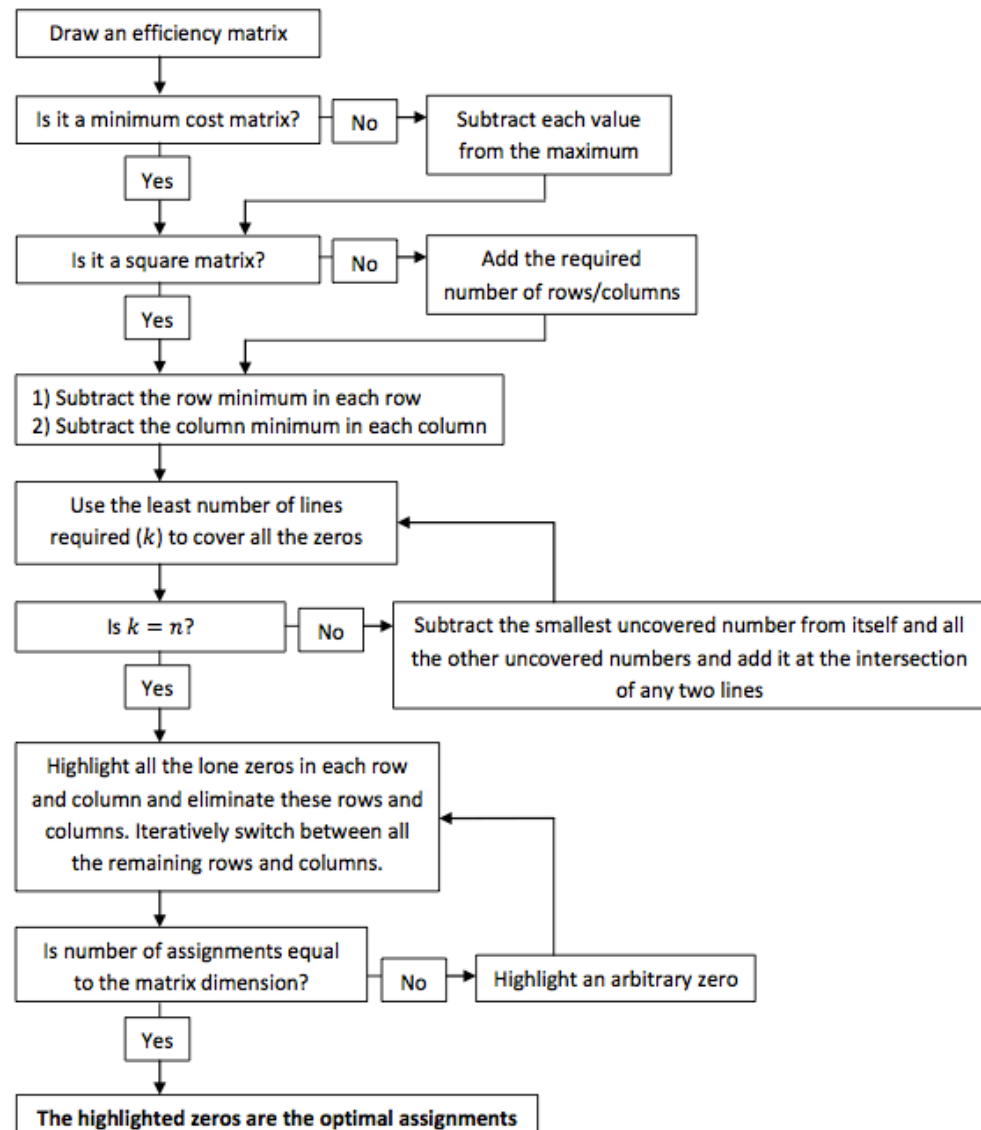 Draw an efficiency matrix
Is it a minimum cost matrix?
No
Subtract each value
from the maximum
Yes
Is it a square matrix?
No
Add the required
number of rows/columns
Yes
1) Subtract the row minimum in each row
2) Subtract the column minimum in each column
Use the least number of lines
required (𝑘) to cover all the zeros
Is 𝑘 = 𝑛?
No
Subtract the smallest uncovered number from itself and all
the other uncovered numbers and add it at the intersection
of any two lines
Yes
Highlight all the lone zeros in each row
and column and eliminate these rows and
columns. Iteratively switch between all
the remaining rows and columns.
Is number of assignments equal
to the matrix dimension?
No
Highlight an arbitrary zero
Yes
The highlighted zeros are the optimal assignments